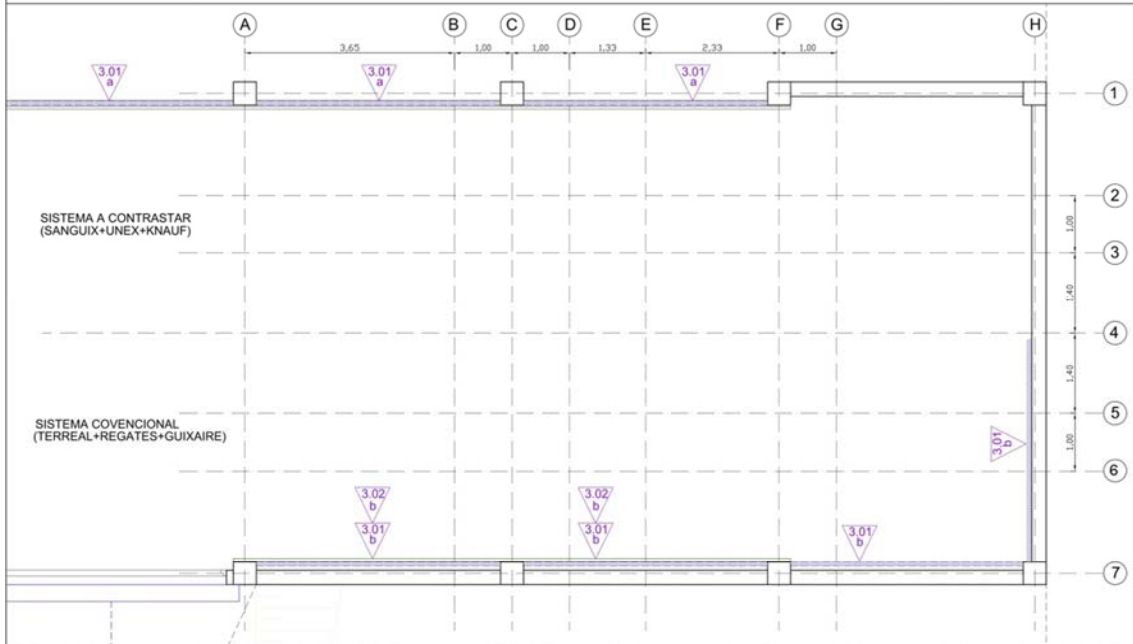 A B C D E F G H
3,65 1,00 1,00 1,33 2,33 1,00
3.01
a
3.01
a
3.01
a
1
2
SISTEMA A CONTRASTAR
(SANGUIX+UNEX+KNAUF)
1,00
3
1,40
4
1,40
SISTEMA COVENCIONAL
(TERREAL+REGATES+GUIXAIRE)
5
3.01
b
1,00
6
3.02
b
3.01
b
3.02
b
3.01
b
3.01
b
7